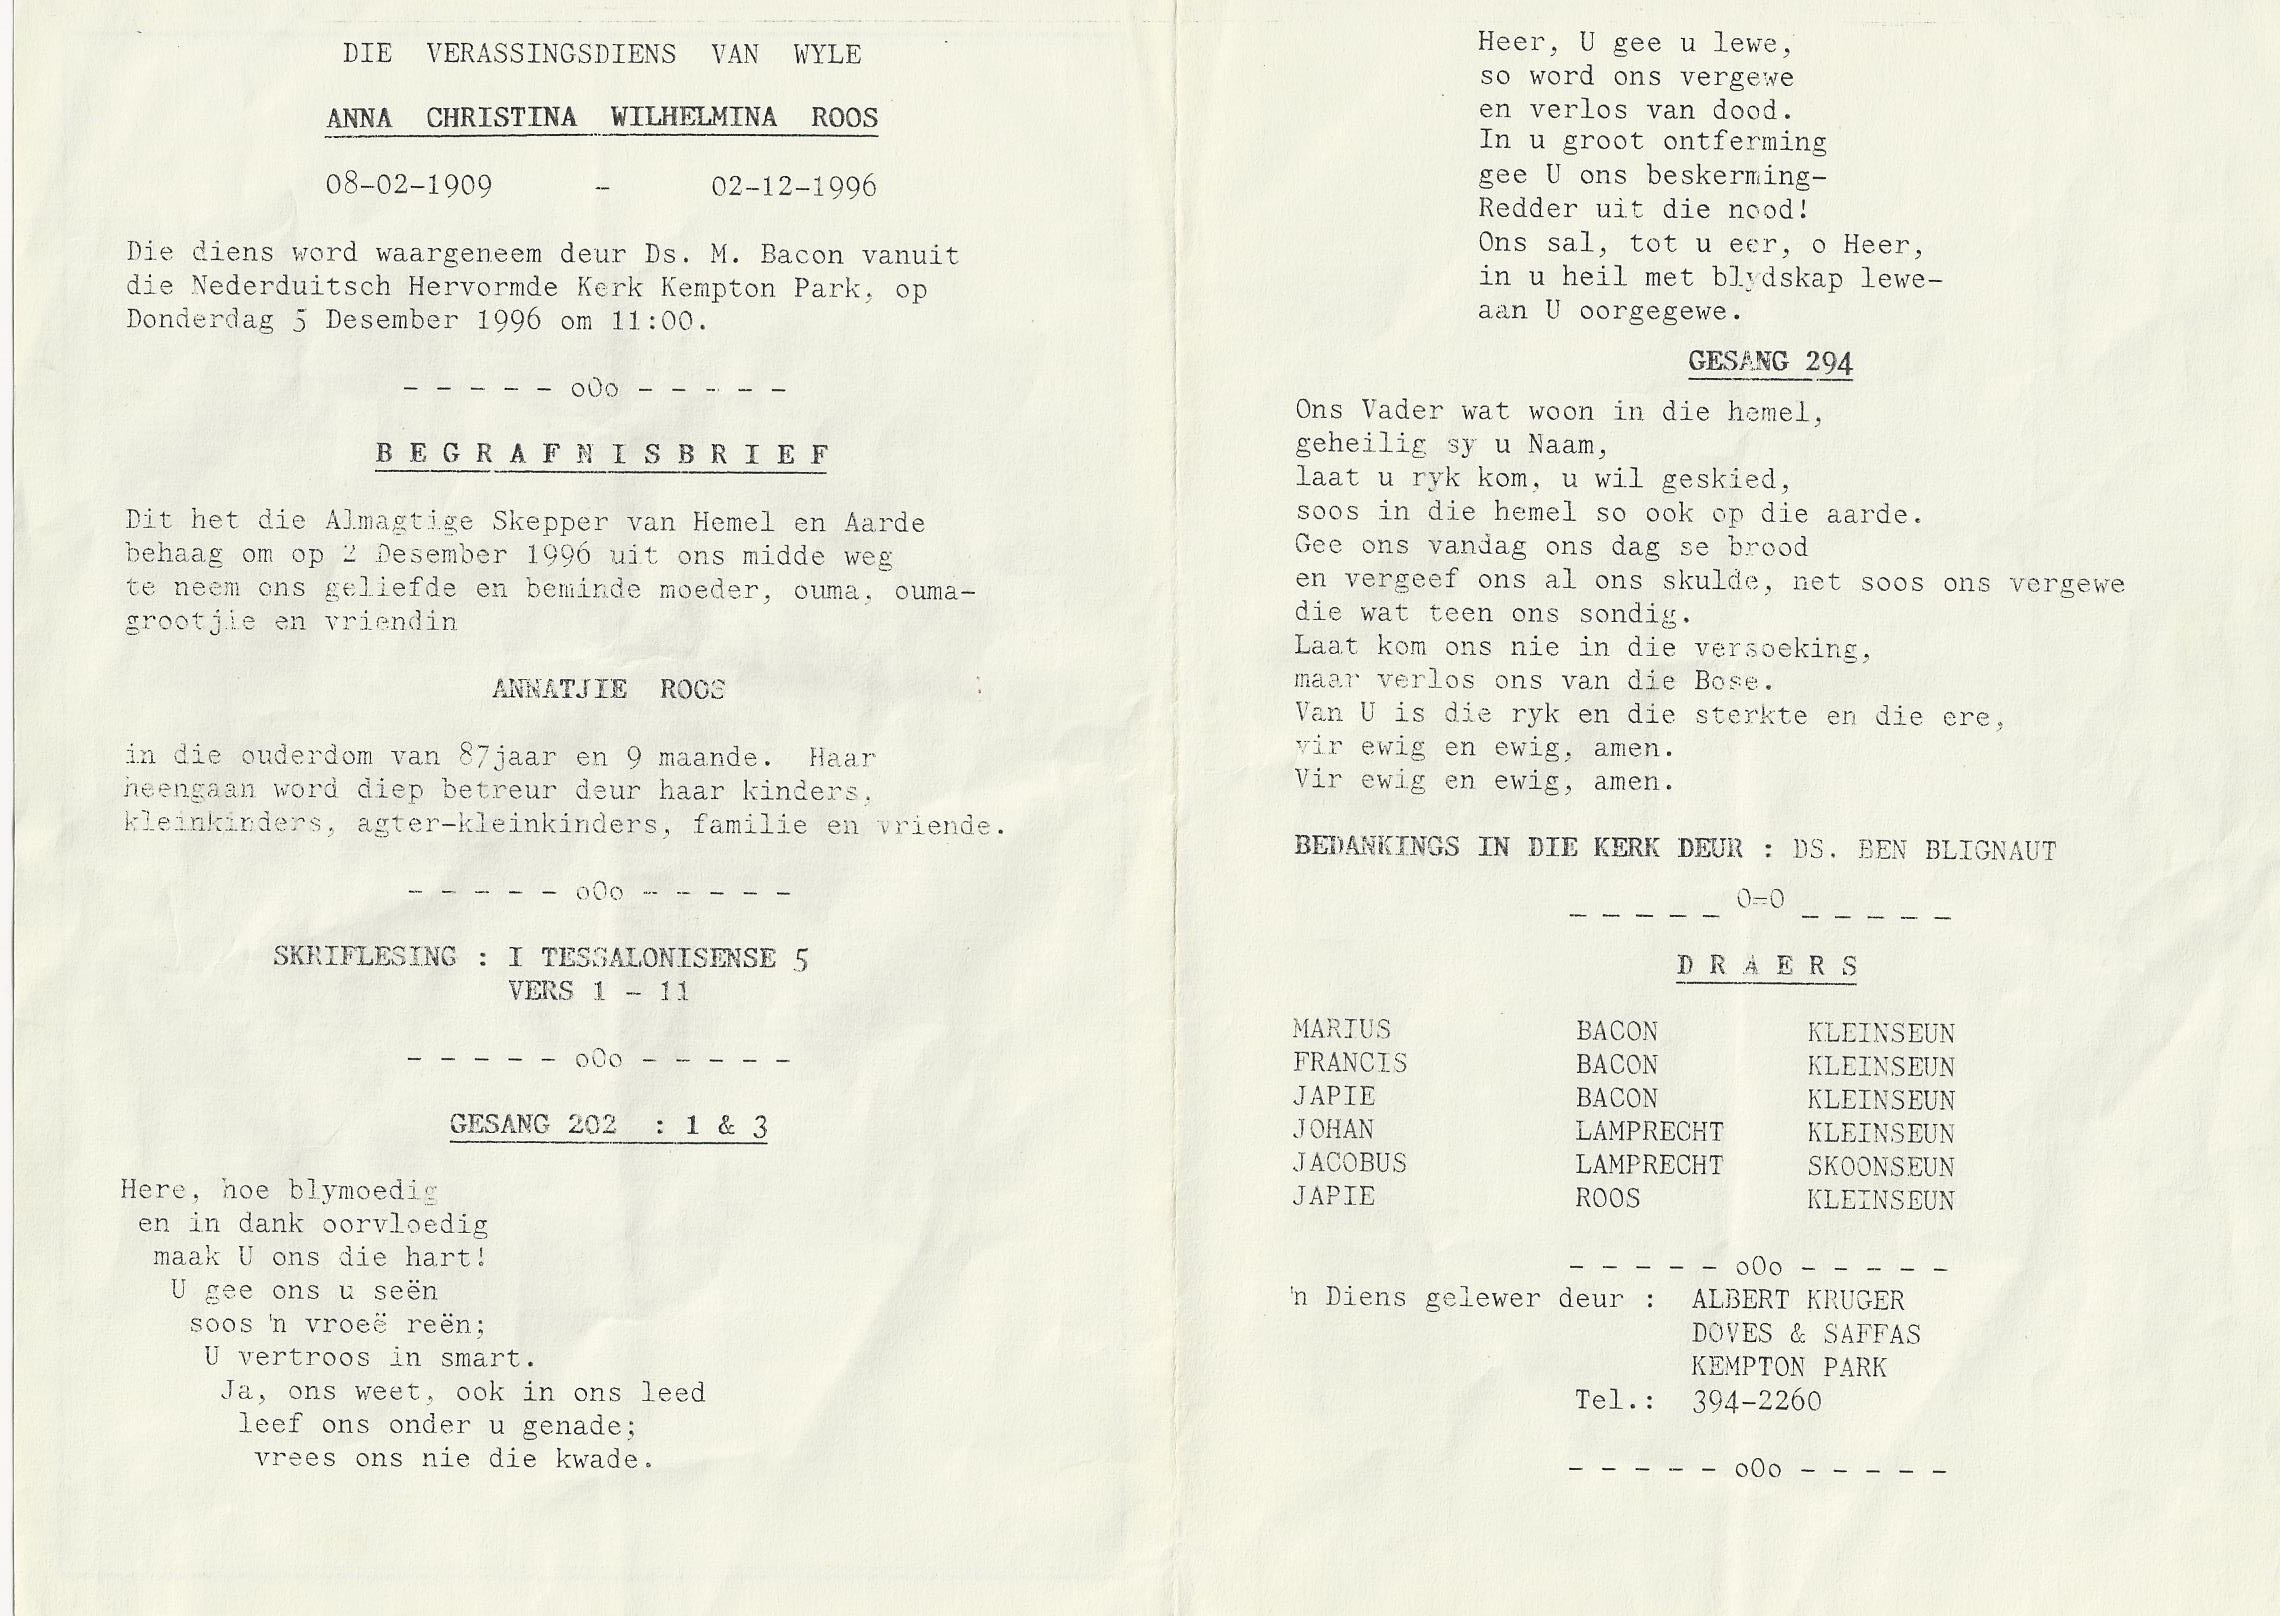 DIE VERASSINGSDIENS VAN WYLE
ANNA CHRISTINA WILHELMINA ROOS
08-02-1909 - 02-12-1996
Die diens word waargeneem deur Ds. M. Bacon vanuit
die Nederduitsch Hervormde Kerk Kempton Park, op
Donderdag 5 Desember 1996 om 11:00.
- - - - - oOo - - - - -
B E G R A F N I S B R I E F
Dit het die Almagtige Skepper van Hemel en Aarde
behaag om op 2 Desember 1996 uit ons midde weg
te neem ons geliefde en beminde moeder, ouma, ouma-
grootjie en vriendin
ANNATJIE ROOS
in die ouderdom van 87jaar en 9 maande. Haar
heengaan word diep betreur deur haar kinders,
kleinkinders, agter-kleinkinders, familie en vriende.
- - - - - oOo - - - - -
SKRIFLESING : I TESSALONISENSE 5
VERS 1 - 11
- - - - - oOo - - - - -
GESANG 202 : 1 & 3
Here, hoe blymoedig
en in dank oorvloedig
maak U ons die hart!
U gee ons u seën
soos 'n vroeë reën;
U vertroos in smart.
Ja, ons weet, ook in ons leed
leef ons onder u genade;
vrees ons nie die kwade.
Heer, U gee u lewe,
so word ons vergewe
en verlos van dood.
In u groot ontferming
gee U ons beskerming-
Redder uit die nood!
Ons sal, tot u eer, o Heer,
in u heil met blydskap lewe-
aan U oorgegewe.
GESANG 294
Ons Vader wat woon in die hemel,
geheilig sy u Naam,
laat u ryk kom, u wil geskied,
soos in die hemel so ook op die aarde.
Gee ons vandag ons dag se brood
en vergeef ons al ons skulde, net soos ons vergewe
die wat teen ons sondig.
Laat kom ons nie in die versoeking,
maar verlos ons van die Bose.
Van U is die ryk en die sterkte en die ere,
vir ewig en ewig, amen.
Vir ewig en ewig, amen.
BEDANKINGS IN DIE KERK DEUR : DS. BEN BLIGNAUT
- - - - - O=O - - - - -
D R A E R S
MARIUS BACON KLEINSEUN
FRANCIS BACON KLEINSEUN
JAPIE BACON KLEINSEUN
JOHAN LAMPRECHT KLEINSEUN
JACOBUS LAMPRECHT SKOONSEUN
JAPIE ROOS KLEINSEUN
- - - - - oOo - - - - -
'n Diens gelewer deur : ALBERT KRUGER
DOVES & SAFFAS
KEMPTON PARK
Tel.: 394-2260
- - - - - oOo - - - - -